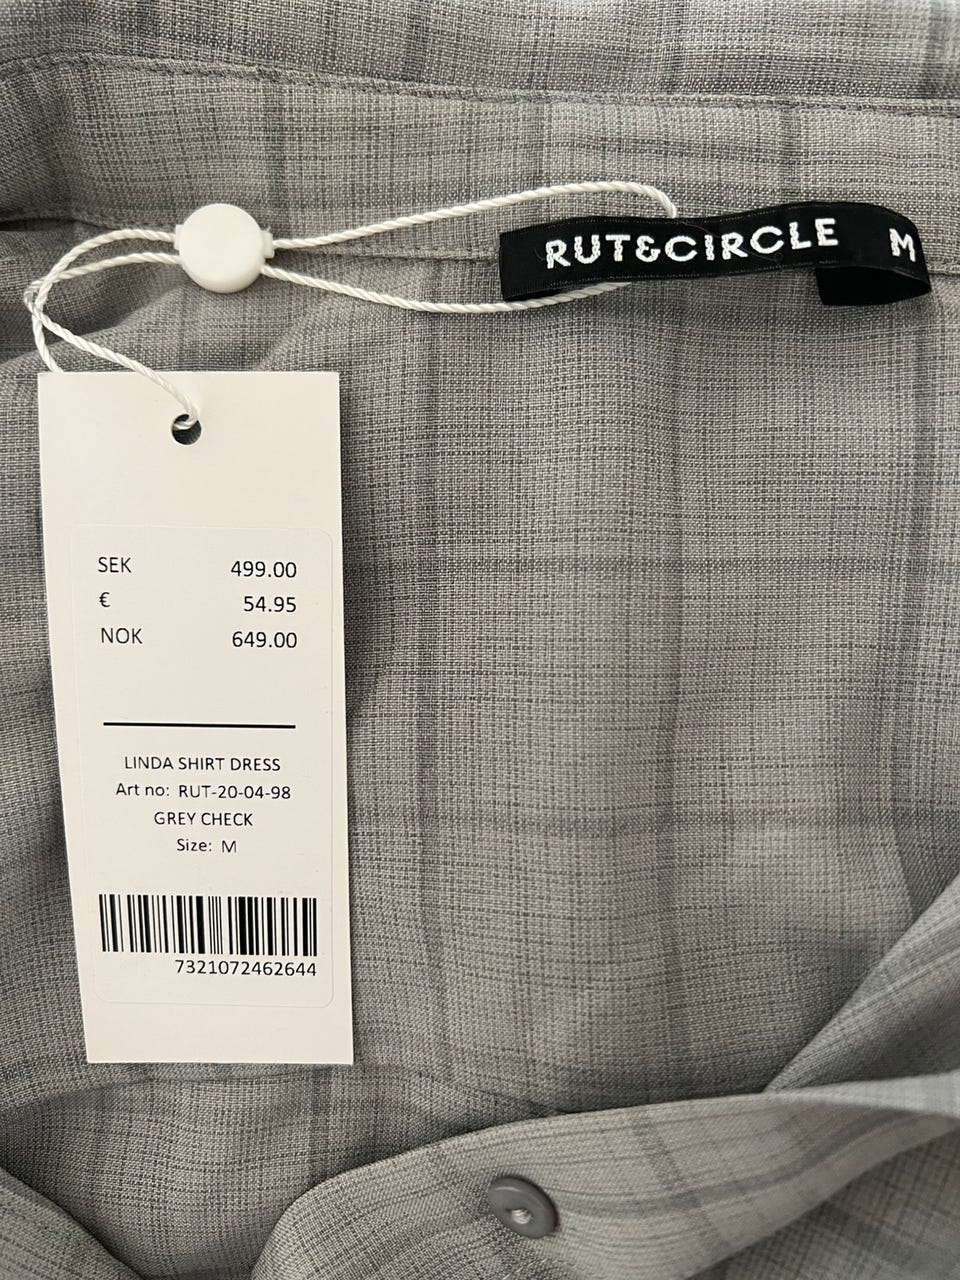 RUT&CIRCLE M
SEK 499.00
€ 54.95
NOK 649.00
LINDA SHIRT DRESS
Art no: RUT-20-04-98
GREY CHECK
Size: M
7321072462644